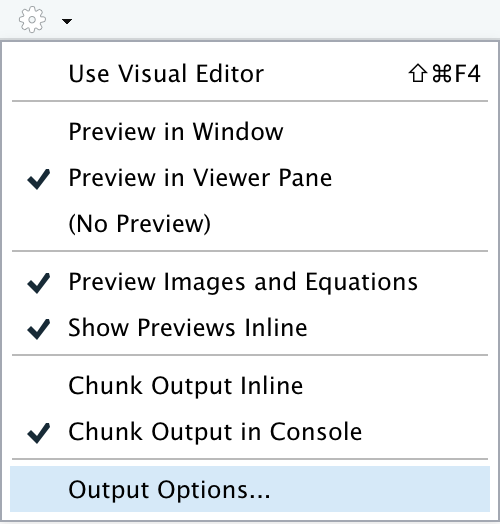 Use Visual Editor ⇧⌘F4
Preview in Window
Preview in Viewer Pane
(No Preview)
Preview Images and Equations
Show Previews Inline
Chunk Output Inline
Chunk Output in Console
Output Options...